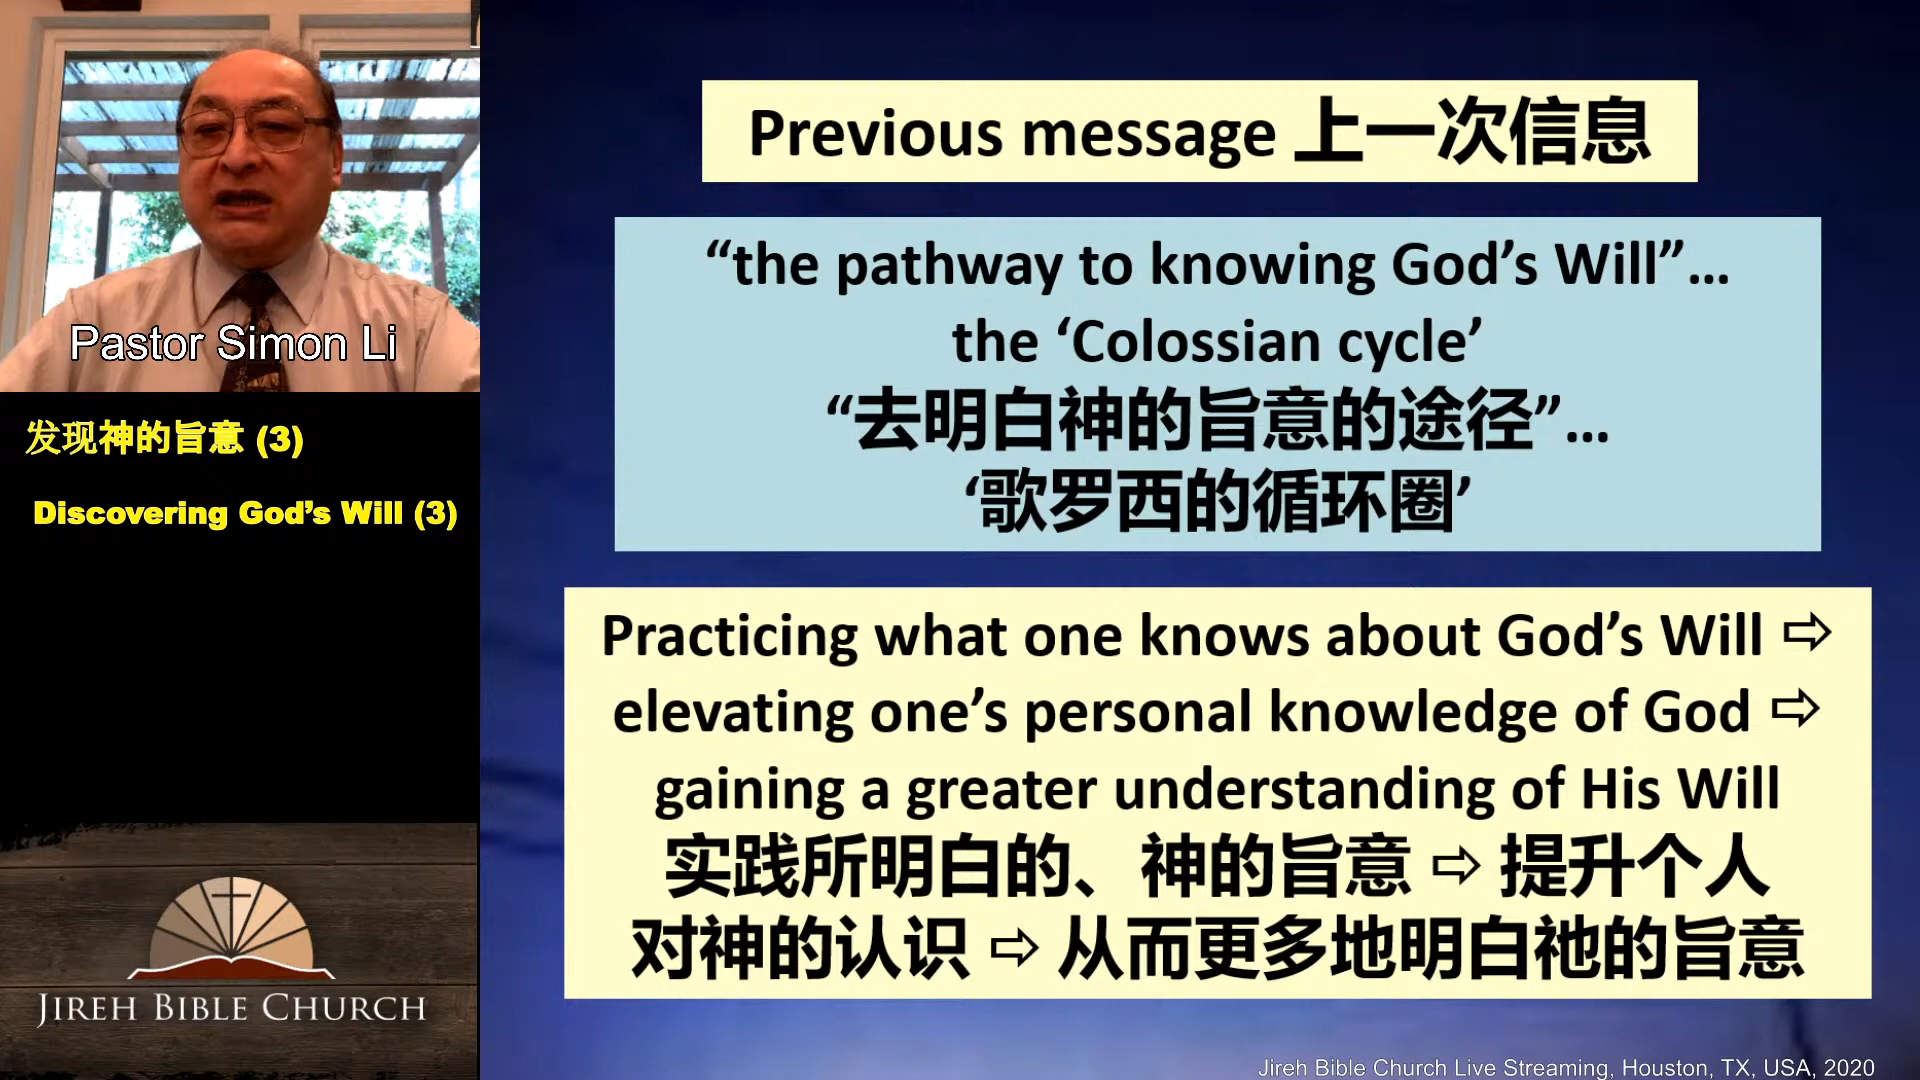 Pastor Simon Li
发现神的旨意 (3)
Discovering God’s Will (3)
JIREH BIBLE CHURCH
Previous message 上一次信息
“the pathway to knowing God’s Will”…
the ‘Colossian cycle’
“去明白神的旨意的途径”…
‘歌罗西的循环圈’
Practicing what one knows about God’s Will ⇨
elevating one’s personal knowledge of God ⇨
gaining a greater understanding of His Will
实践所明白的、神的旨意 ⇨ 提升个人
对神的认识 ⇨ 从而更多地明白祂的旨意
Jireh Bible Church Live Streaming, Houston, TX, USA, 2020